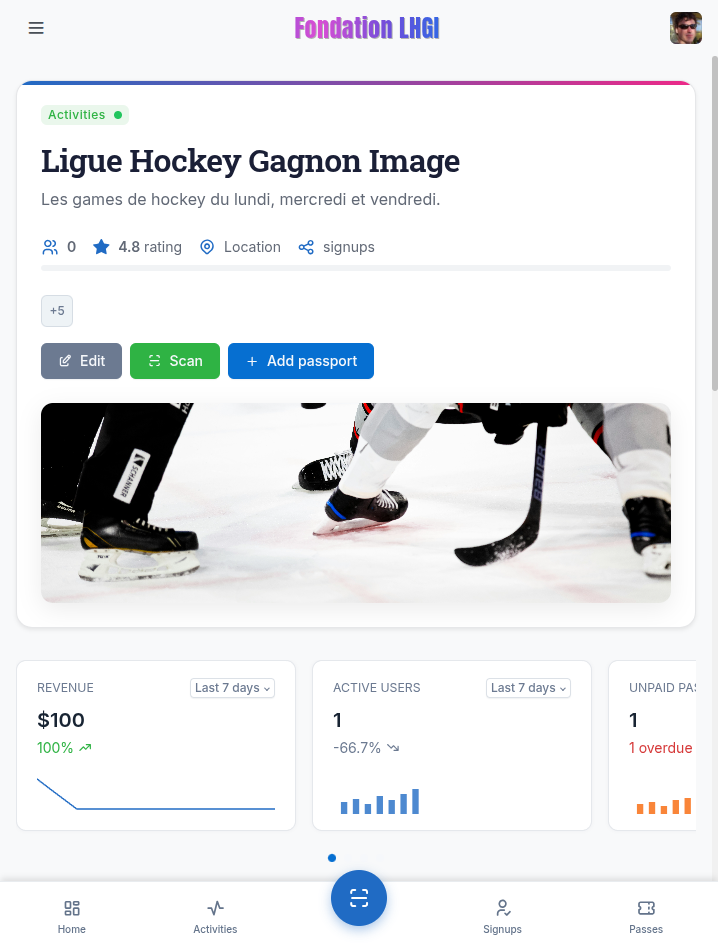 Fondation LHGI
Activities
Ligue Hockey Gagnon Image
Les games de hockey du lundi, mercredi et vendredi.
0 4.8 rating Location signups
+5
Edit Scan Add passport
SCHANNER
BAUER
REVENUE Last 7 days
$100
100%
ACTIVE USERS Last 7 days
1
-66.7%
UNPAID PAS
1
1 overdue
Home Activities Signups Passes